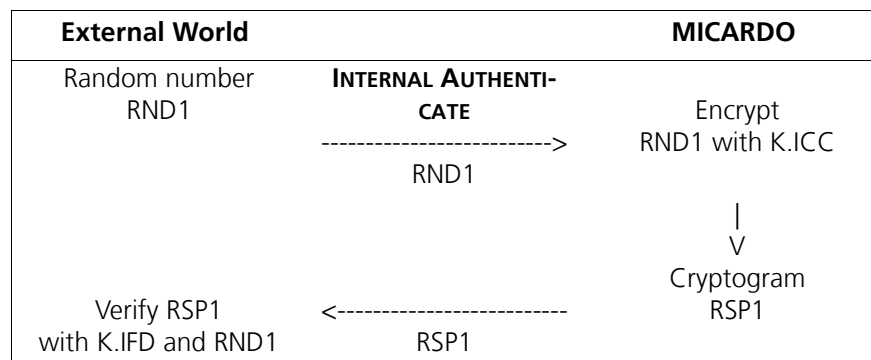 External World MICARDO
Random number INTERNAL AUTHENTI-
RND1 CATE Encrypt
---------------------------> RND1 with K.ICC
RND1
|
V
Cryptogram
Verify RSP1 <--------------------------- RSP1
with K.IFD and RND1 RSP1